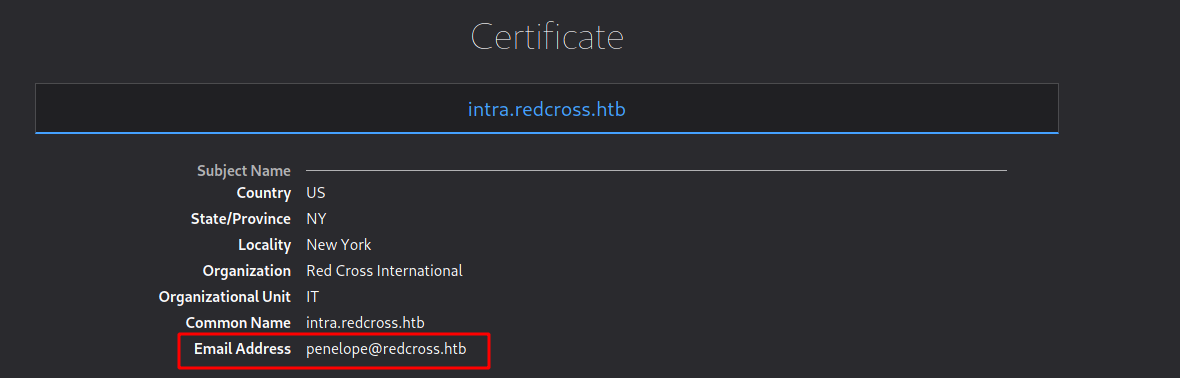 Certificate
intra.redcross.htb
Subject Name
Country US
State/Province NY
Locality New York
Organization Red Cross International
Organizational Unit IT
Common Name intra.redcross.htb
Email Address penelope@redcross.htb